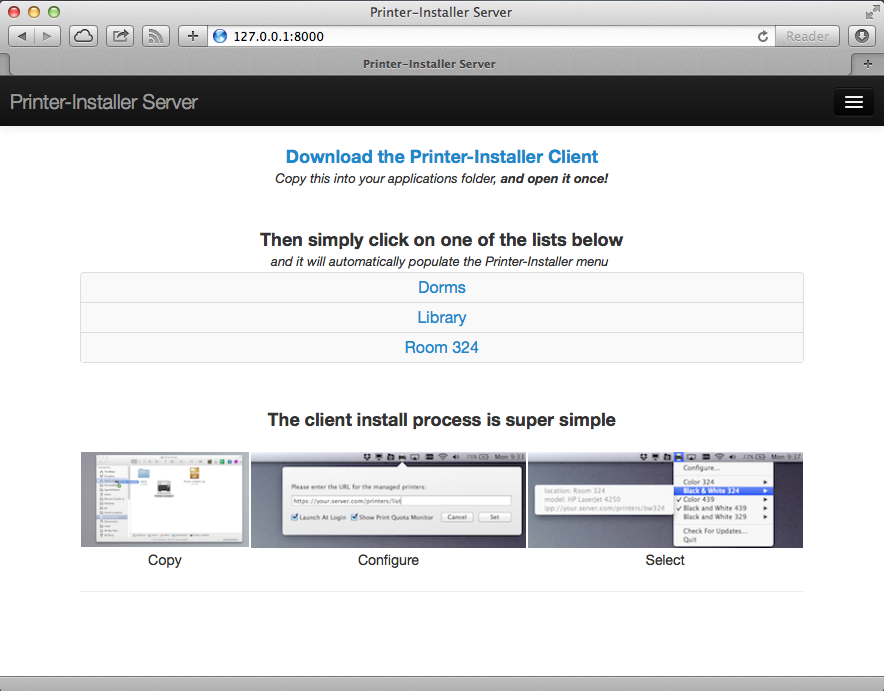 Printer-Installer Server
127.0.0.1:8000
Reader
Printer-Installer Server
Printer-Installer Server
Download the Printer-Installer Client
Copy this into your applications folder, and open it once!
Then simply click on one of the lists below
and it will automatically populate the Printer-Installer menu
Dorms
Library
Room 324
The client install process is super simple
Mon 9:33
Please enter the URL for the managed printers:
https://your.server.com/printers/list
Launch At Login
Show Print Quota Monitor
Cancel
Set
Mon 9:37
Configure...
Color 324
Black & White 324
Color 439
Black and White 439
Black and White 329
Check For Updates...
Quit
location: Room 324
model: HP LaserJet 4250
ipp://your.server.com/printers/bw324
Copy
Configure
Select